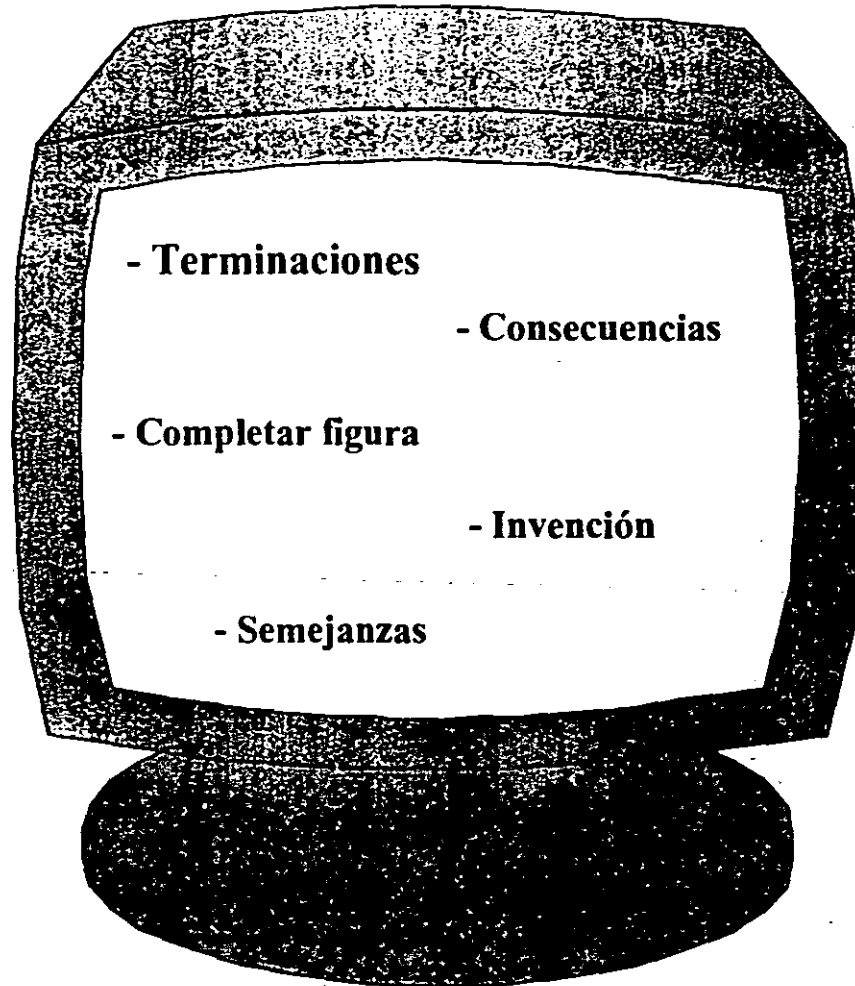 - Terminaciones
- Consecuencias
- Completar figura
- Invención
- Semejanzas